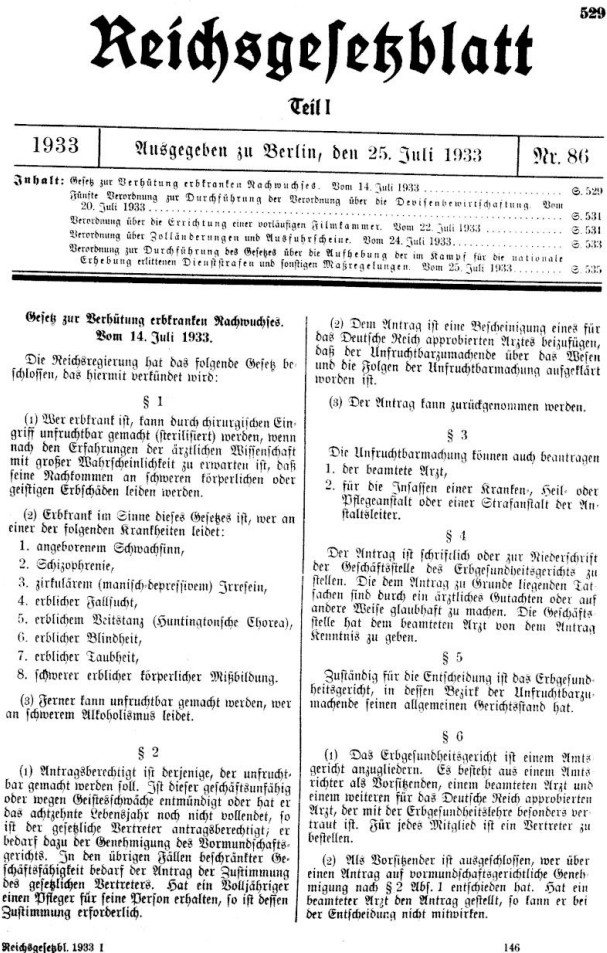 529
Reichsgesetzblatt
Teil I
1933
Ausgegeben zu Berlin, den 25. Juli 1933
Nr. 86
Inhalt: Gesetz zur Verhütung erbkranken Nachwuchses. Vom 14. Juli 1933 ........ S. 529
Fünfte Verordnung zur Durchführung der Verordnung über die Devisenbewirtschaftung. Vom
20. Juli 1933 ........ S. 531
Verordnung über die Errichtung einer vorläufigen Filmkammer. Vom 22. Juli 1933 ........ S. 531
Verordnung über Zolländerungen und Ausfuhrscheine. Vom 24. Juli 1933 ........ S. 533
Verordnung zur Durchführung des Gesetzes über die Aufhebung der im Kampf für die nationale
Erhebung erlittenen Dienststrafen und sonstigen Maßregelungen. Vom 25. Juli 1933 ........ S. 535
Gesetz zur Verhütung erbkranken Nachwuchses.
Vom 14. Juli 1933.
Die Reichsregierung hat das folgende Gesetz be-
schlossen, das hiermit verkündet wird:
§ 1
(1) Wer erbkrank ist, kann durch chirurgischen Ein-
griff unfruchtbar gemacht (sterilisiert) werden, wenn
nach den Erfahrungen der ärztlichen Wissenschaft
mit großer Wahrscheinlichkeit zu erwarten ist, daß
seine Nachkommen an schweren körperlichen oder
geistigen Erbschäden leiden werden.
(2) Erbkrank im Sinne dieses Gesetzes ist, wer an
einer der folgenden Krankheiten leidet:
1. angeborenem Schwachsinn,
2. Schizophrenie,
3. zirkulärem (manisch-depressivem) Irresein,
4. erblicher Fallsucht,
5. erblichem Veitstanz (Huntingtonsche Chorea),
6. erblicher Blindheit,
7. erblicher Taubheit,
8. schwerer erblicher körperlicher Mißbildung.
(3) Ferner kann unfruchtbar gemacht werden, wer
an schwerem Alkoholismus leidet.
§ 2
(1) Antragsberechtigt ist derjenige, der unfrucht-
bar gemacht werden soll. Ist dieser geschäftsunfähig
oder wegen Geistesschwäche entmündigt oder hat er
das achtzehnte Lebensjahr noch nicht vollendet, so
ist der gesetzliche Vertreter antragsberechtigt; er
bedarf dazu der Genehmigung des Vormundschafts-
gerichts. In den übrigen Fällen beschränkter Ge-
schäftsfähigkeit bedarf der Antrag der Zustimmung
des gesetzlichen Vertreters. Hat ein Volljähriger
einen Pfleger für seine Person erhalten, so ist dessen
Zustimmung erforderlich.
(2) Dem Antrag ist eine Bescheinigung eines für
das Deutsche Reich approbierten Arztes beizufügen,
daß der Unfruchtbarzumachende über das Wesen
und die Folgen der Unfruchtbarmachung aufgeklärt
worden ist.
(3) Der Antrag kann zurückgenommen werden.
§ 3
Die Unfruchtbarmachung können auch beantragen
1. der beamtete Arzt,
2. für die Insassen einer Kranken-, Heil- oder
Pflegeanstalt oder einer Strafanstalt der An-
staltsleiter.
§ 4
Der Antrag ist schriftlich oder zur Niederschrift
der Geschäftsstelle des Erbgesundheitsgerichts zu
stellen. Die dem Antrag zu Grunde liegenden Tat-
sachen sind durch ein ärztliches Gutachten oder auf
andere Weise glaubhaft zu machen. Die Geschäfts-
stelle hat dem beamteten Arzt von dem Antrag
Kenntnis zu geben.
§ 5
Zuständig für die Entscheidung ist das Erbgesund-
heitsgericht, in dessen Bezirk der Unfruchtbarzu-
machende seinen allgemeinen Gerichtsstand hat.
§ 6
(1) Das Erbgesundheitsgericht ist einem Amts
gericht anzugliedern. Es besteht aus einem Amts
richter als Vorsitzenden, einem beamteten Arzt und
einem weiteren für das Deutsche Reich approbierten
Arzt, der mit der Erbgesundheitslehre besonders ver-
traut ist. Für jedes Mitglied ist ein Vertreter zu
bestellen.
(2) Als Vorsitzender ist ausgeschlossen, wer über
einen Antrag auf vormundschaftsgerichtliche Geneh-
migung nach § 2 Abs. 1 entschieden hat. Hat ein
beamteter Arzt den Antrag gestellt, so kann er bei
der Entscheidung nicht mitwirken.
Reichsgesetzbl. 1933 I
146